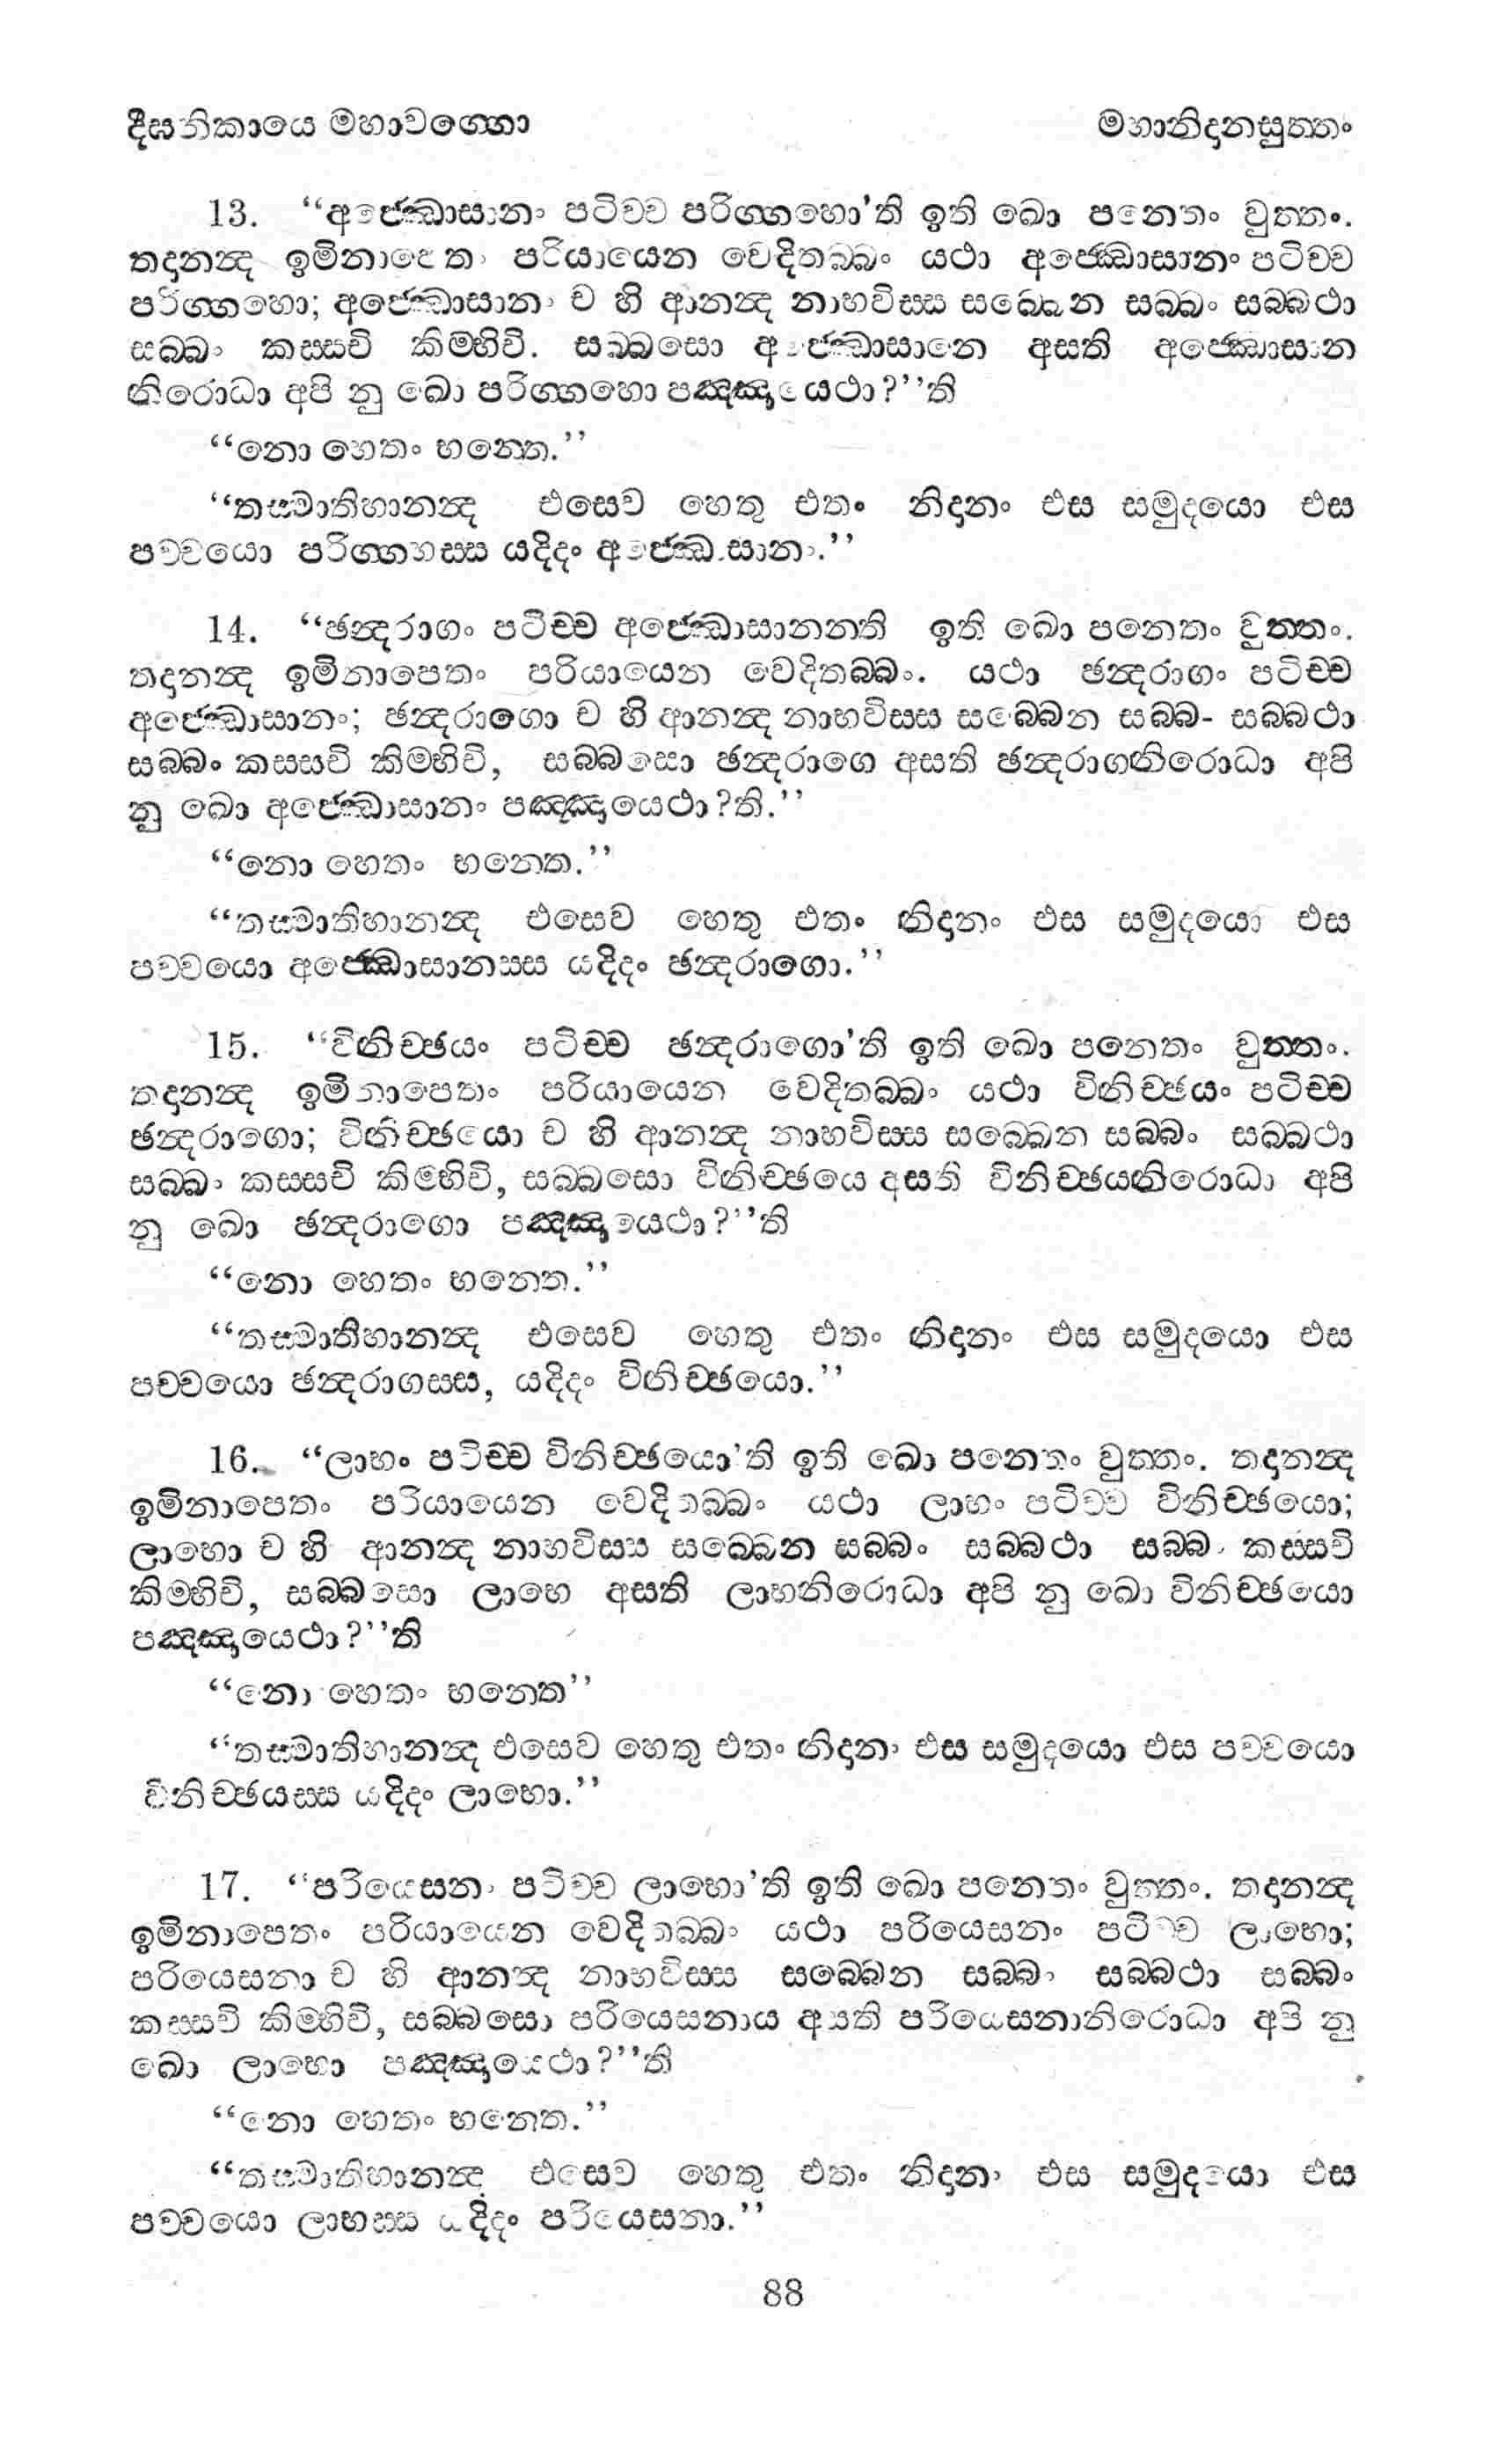 දීඝනිකායෙ මහාවග්ගො මහානිදානසුත්තං
13. “අජ්ඣොසානං පටිච්ච පරිග්ගහො'ති ඉති ඛො පනෙතං වුත්තං.
තදානන්ද ඉමිනාපෙතං පරියායෙන වෙදිතබ්බං යථා අජ්ඣොසානං පටිච්ච
පරිග්ගහො; අජ්ඣොසානං ච හි ආනන්ද නාභවිස්ස සබ්බෙන සබ්බං සබ්බථා
සබ්බං කස්සචි කිම්හිචි. සබ්බසො අජ්ඣොසානෙ අසති අජ්ඣොසාන
නිරොධා අපි නු ඛො පරිග්ගහො පඤ්ඤායෙථා?’’ති
“නො හෙතං භන්තෙ.’’
“තස්මාතිහානන්ද එසෙව හෙතු එතං නිදානං එස සමුදයො එස
පච්චයො පරිග්ගහස්ස යදිදං අජ්ඣොසානං.’’
14. “ඡන්දරාගං පටිච්ච අජ්ඣොසානන්ති ඉති ඛො පනෙතං වුත්තං.
තදානන්ද ඉමිනාපෙතං පරියායෙන වෙදිතබ්බං. යථා ඡන්දරාගං පටිච්ච
අජ්ඣොසානං; ඡන්දරාගො ච හි ආනන්ද නාභවිස්ස සබ්බෙන සබ්බ- සබ්බථා
සබ්බං කස්සචි කිම්හිචි, සබ්බසො ඡන්දරාගෙ අසති ඡන්දරාගනිරොධා අපි
නු ඛො අජ්ඣොසානං පඤ්ඤායෙථා?ති.’’
“නො හෙතං භන්තෙ.’’
“තස්මාතිහානන්ද එසෙව හෙතු එතං නිදානං එස සමුදයො එස
පච්චයො අජ්ඣොසානස්ස යදිදං ඡන්දරාගො.’’
15. “විනිච්ඡයං පටිච්ච ඡන්දරාගො'ති ඉති ඛො පනෙතං වුත්තං.
තදානන්ද ඉමිනාපෙතං පරියායෙන වෙදිතබ්බං යථා විනිච්ඡයං පටිච්ච
ඡන්දරාගො; විනිච්ඡයො ච හි ආනන්ද නාභවිස්ස සබ්බෙන සබ්බං සබ්බථා
සබ්බං කස්සචි කිම්හිචි, සබ්බසො විනිච්ඡයෙ අසති විනිච්ඡයනිරොධා අපි
නු ඛො ඡන්දරාගො පඤ්ඤායෙථා?’’ති
“නො හෙතං භන්තෙ.’’
“තස්මාතිහානන්ද එසෙව හෙතු එතං නිදානං එස සමුදයො එස
පච්චයො ඡන්දරාගස්ස, යදිදං විනිච්ඡයො.’’
16. “ලාභං පටිච්ච විනිච්ඡයො'ති ඉති ඛො පනෙතං වුත්තං. තදානන්ද
ඉමිනාපෙතං පරියායෙන වෙදිතබ්බං යථා ලාභං පටිච්ච විනිච්ඡයො;
ලාභො ච හි ආනන්ද නාභවිස්ස සබ්බෙන සබ්බං සබ්බථා සබ්බං කස්සචි
කිම්හිචි, සබ්බසො ලාභෙ අසති ලාභනිරොධා අපි නු ඛො විනිච්ඡයො
පඤ්ඤායෙථා?’’ති
“නො හෙතං භන්තෙ’’
“තස්මාතිහානන්ද එසෙව හෙතු එතං නිදානං එස සමුදයො එස පච්චයො
විනිච්ඡයස්ස යදිදං ලාභො.’’
17. “පරියෙසනං පටිච්ච ලාභො'ති ඉති ඛො පනෙතං වුත්තං. තදානන්ද
ඉමිනාපෙතං පරියායෙන වෙදිතබ්බං යථා පරියෙසනං පටිච්ච ලාභො;
පරියෙසනා ච හි ආනන්ද නාභවිස්ස සබ්බෙන සබ්බං සබ්බථා සබ්බං
කස්සචි කිම්හිචි, සබ්බසො පරියෙසනාය අසති පරියෙසනානිරොධා අපි නු
ඛො ලාභො පඤ්ඤායෙථා?’’ති
“නො හෙතං භන්තෙ.’’
“තස්මාතිහානන්ද එසෙව හෙතු එතං නිදානං එස සමුදයො එස
පච්චයො ලාභස්ස යදිදං පරියෙසනා.’’
88